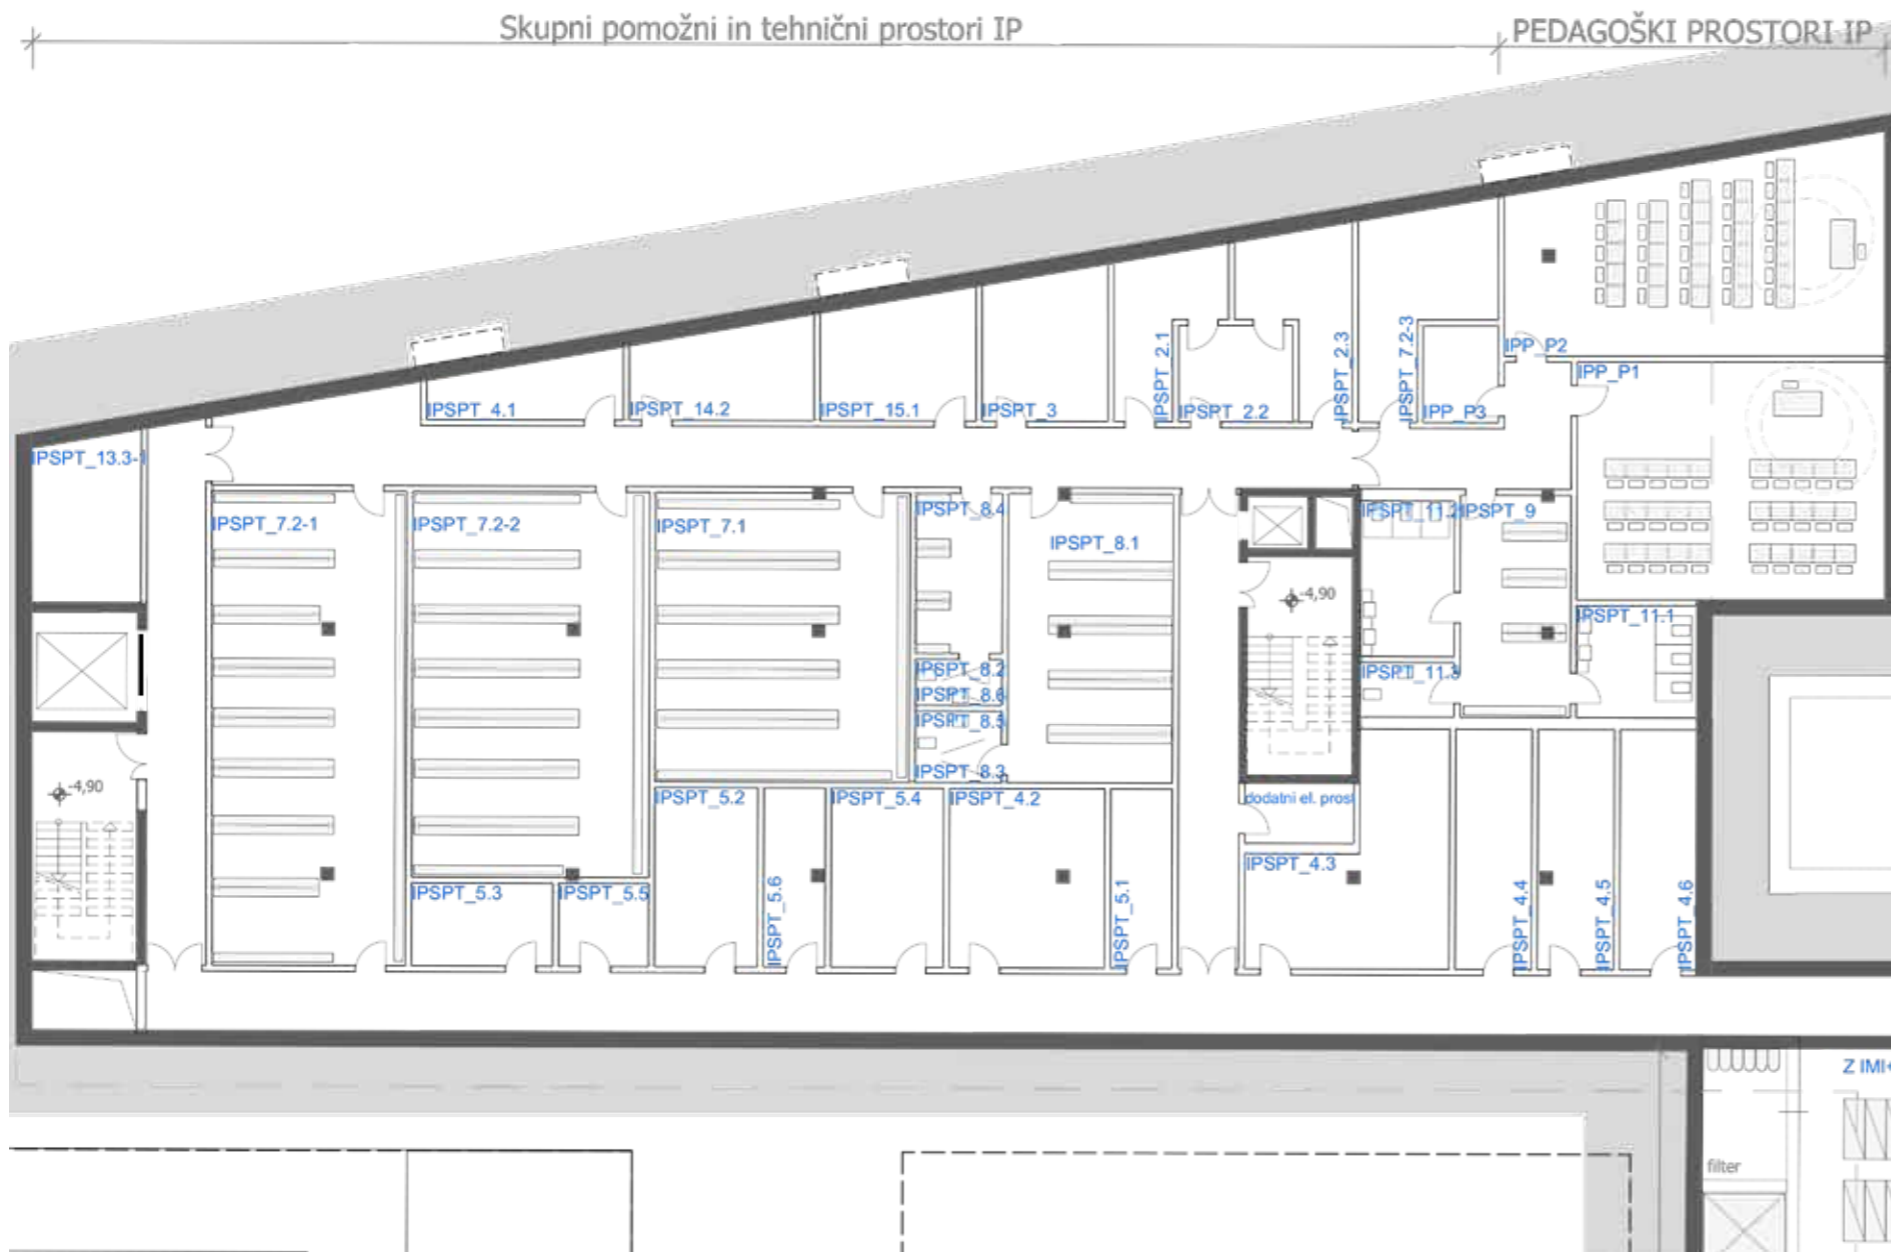 Skupni pomožni in tehnični prostori IP
PEDAGOŠKI PROSTORI IP
IPP_P2
IPP_P1
IPSPT_2.1
IPSPT_2.3
IPSPT_7.2-3
IPSPT_4.1
IPSPT_14.2
IPSPT_15.1
IPSPT_3
IPSPT_2.2
IPP_P3
IPSPT_13.3-1
IPSPT_7.2-1
IPSPT_7.2-2
IPSPT_7.1
IPSPT_8.4
IPSPT_8.1
IPSPT_11.2
IPSPT_9
-4,90
IPSPT_11.1
IPSPT_8.2
IPSPT_8.6
IPSPT_8.5
IPSPT_8.3
IPSPT_11.3
-4,90
IPSPT_5.2
IPSPT_5.4
IPSPT_4.2
dodatni el. prost
IPSPT_5.3
IPSPT_5.5
IPSPT_5.6
IPSPT_5.1
IPSPT_4.3
IPSPT_4.4
IPSPT_4.5
IPSPT_4.6
Z IMI+
filter